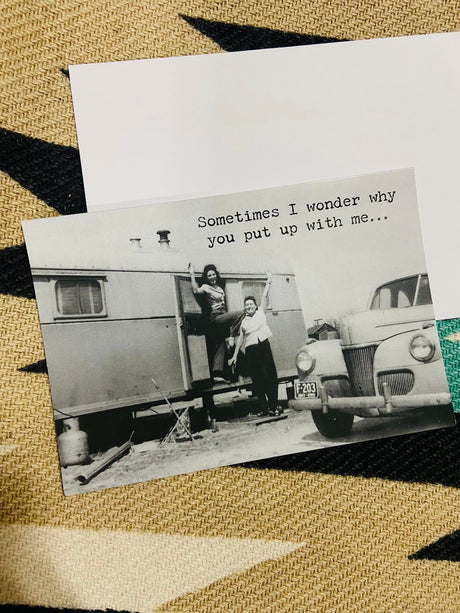 Sometimes I wonder why
you put up with me...
F-203